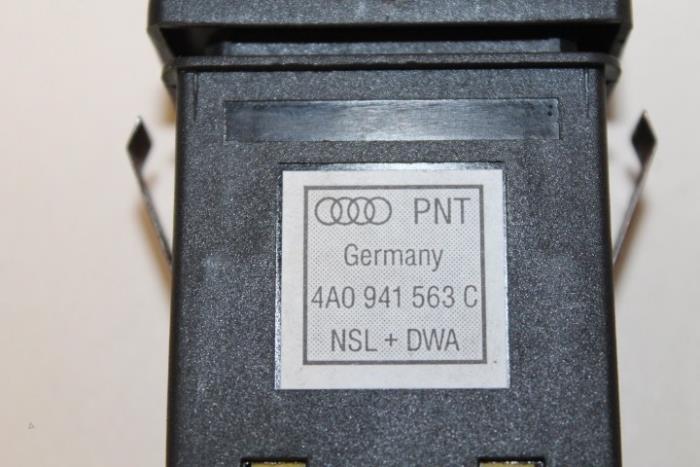 PNT
Germany
4A0 941 563 C
NSL + DWA